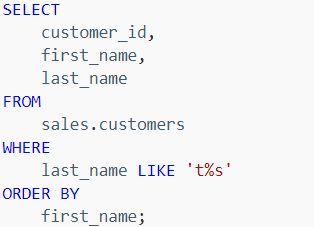 SELECT
    customer_id,
    first_name,
    last_name
FROM
    sales.customers
WHERE
    last_name LIKE 't%s'
ORDER BY
    first_name;